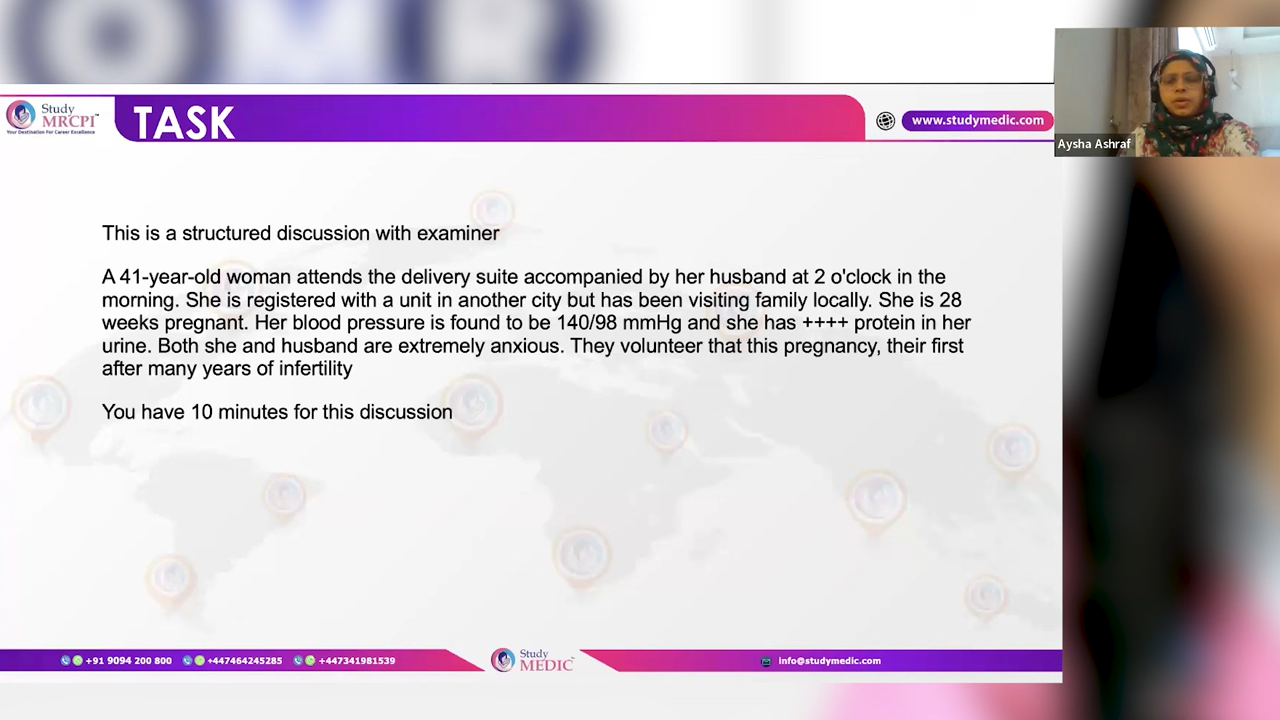 Study
MRCPI™
Your Destination For Career Excellence
TASK
www.studymedic.com
Aysha Ashraf
This is a structured discussion with examiner
A 41-year-old woman attends the delivery suite accompanied by her husband at 2 o'clock in the
morning. She is registered with a unit in another city but has been visiting family locally. She is 28
weeks pregnant. Her blood pressure is found to be 140/98 mmHg and she has ++++ protein in her
urine. Both she and husband are extremely anxious. They volunteer that this pregnancy, their first
after many years of infertility
You have 10 minutes for this discussion
+91 9094 200 800 +447464245285 +447341981539
Study
MEDIC
info@studymedic.com